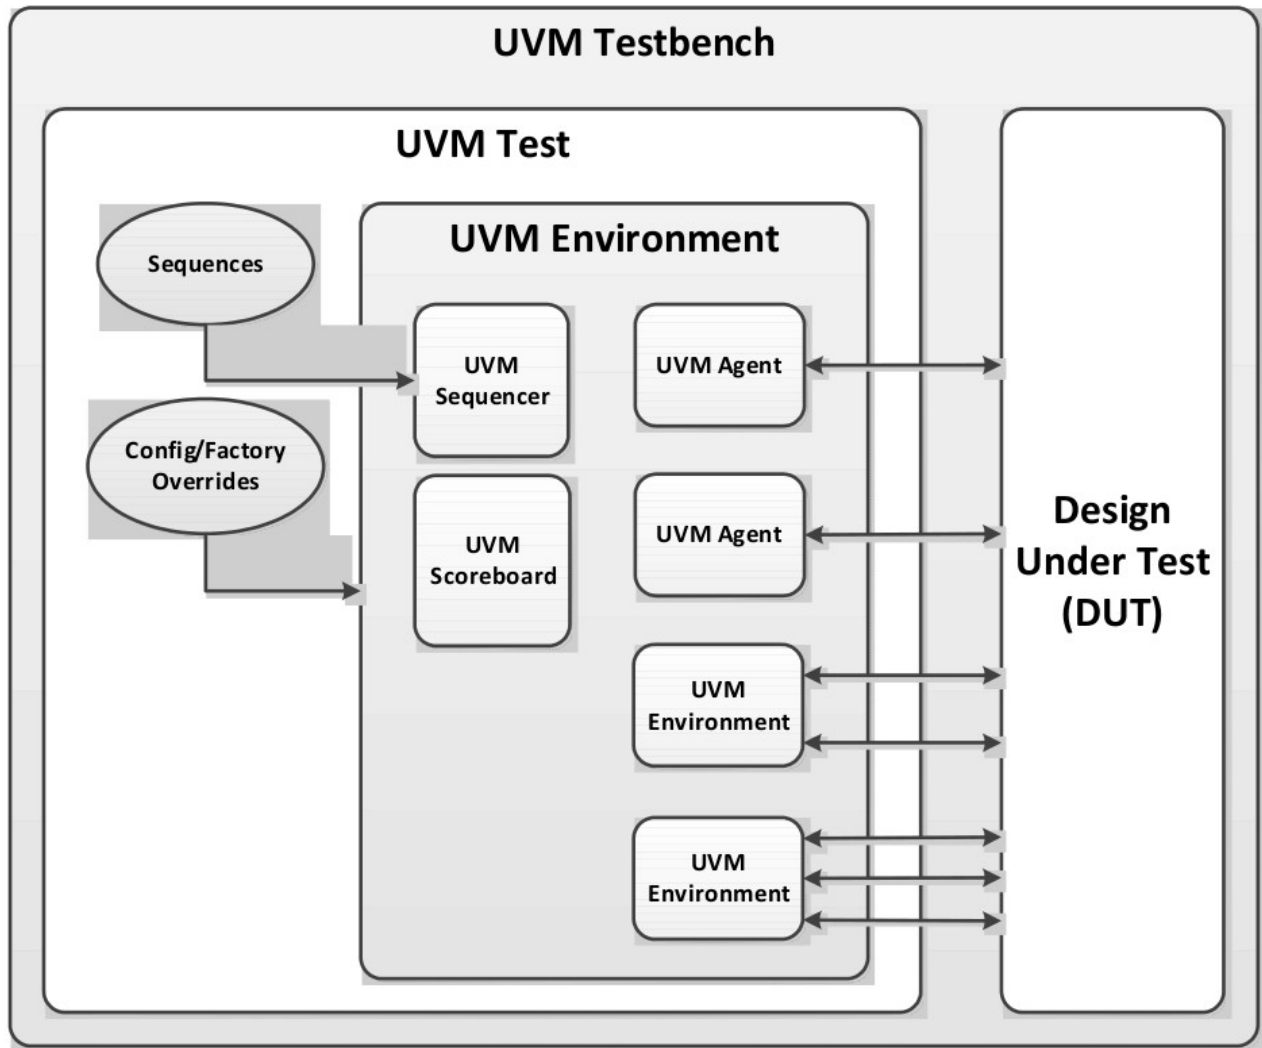 UVM Testbench
UVM Test
Sequences
Config/Factory
Overrides
UVM Environment
UVM
Sequencer
UVM
Scoreboard
UVM Agent
UVM Agent
UVM
Environment
UVM
Environment
Design
Under Test
(DUT)